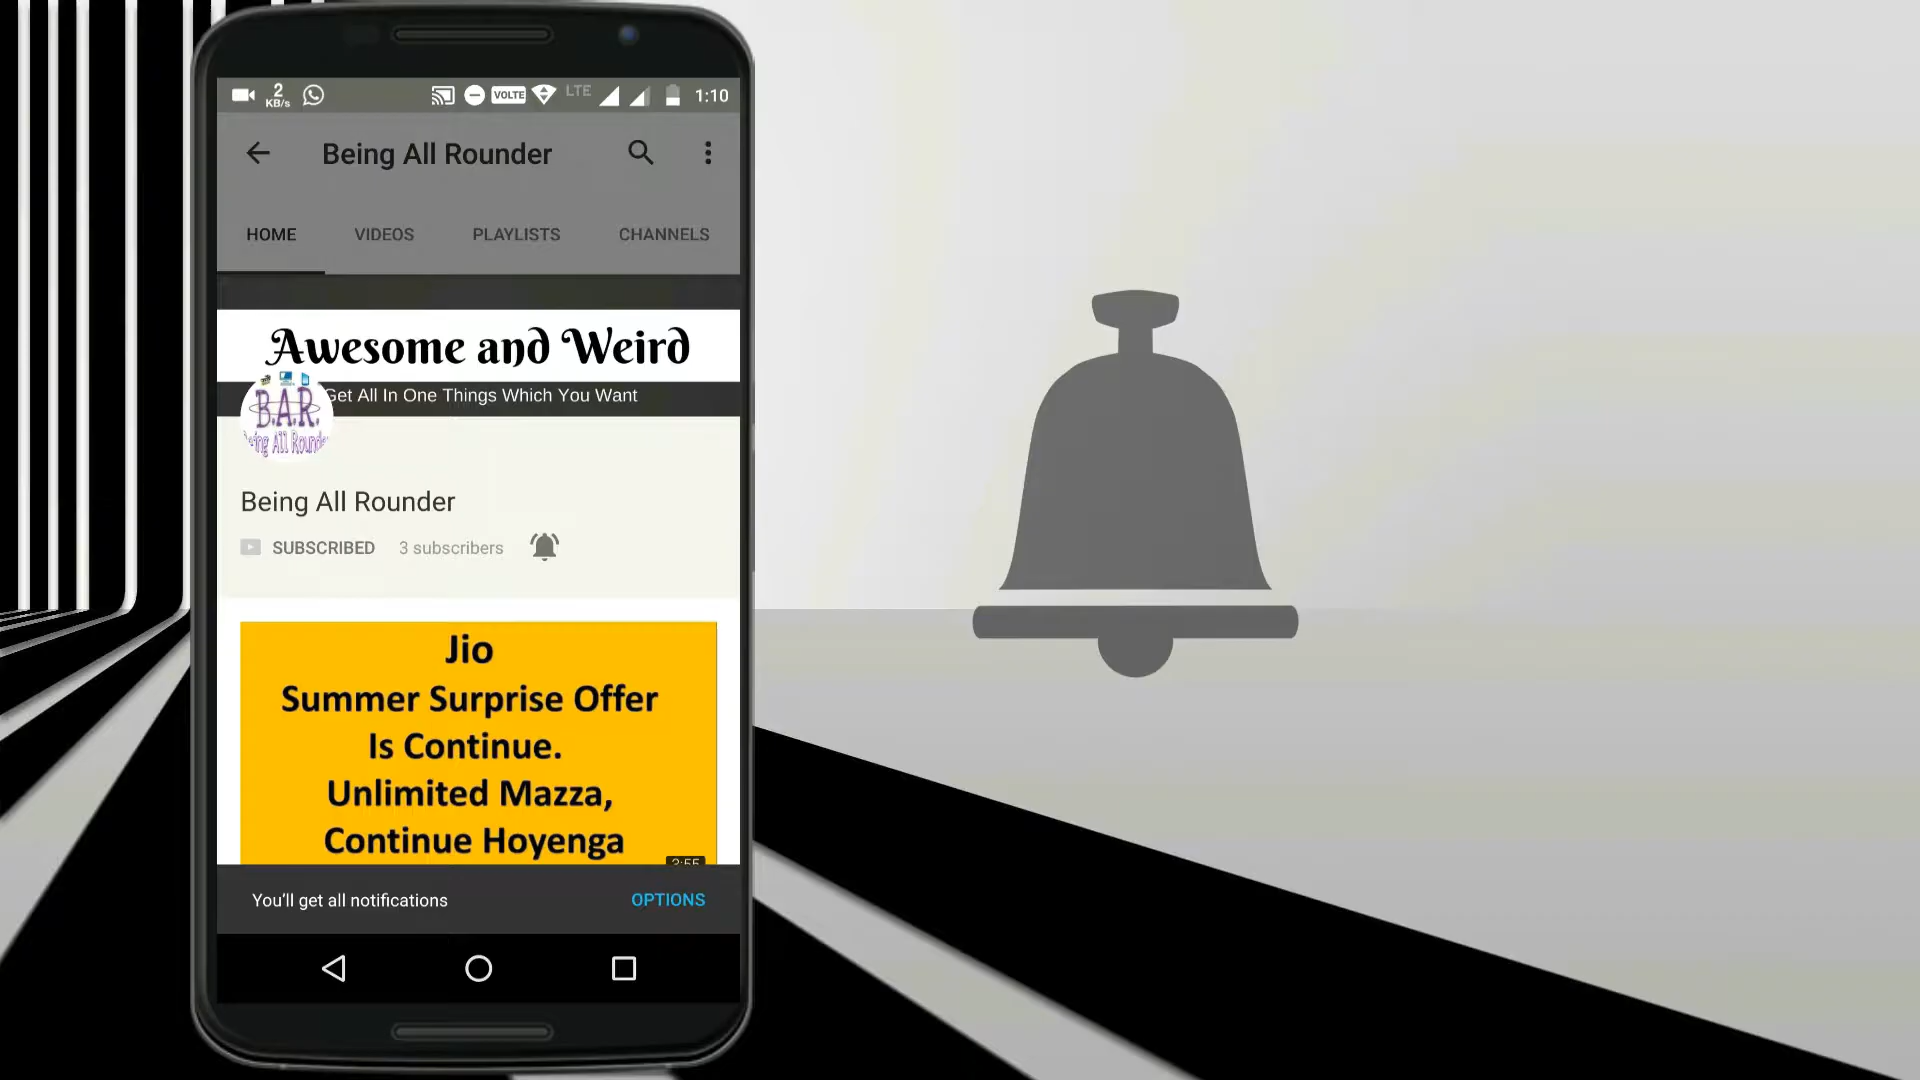 2
KB/s
VOLTE
LTE
1:10
Being All Rounder
HOME
VIDEOS
PLAYLISTS
CHANNELS
Awesome and Weird
Get All In One Things Which You Want
B.A.R.
Being All Rounder
SUBSCRIBED
3 subscribers
Jio
Summer Surprise Offer
Is Continue.
Unlimited Mazza,
Continue Hoyenga
3:55
You'll get all notifications
OPTIONS